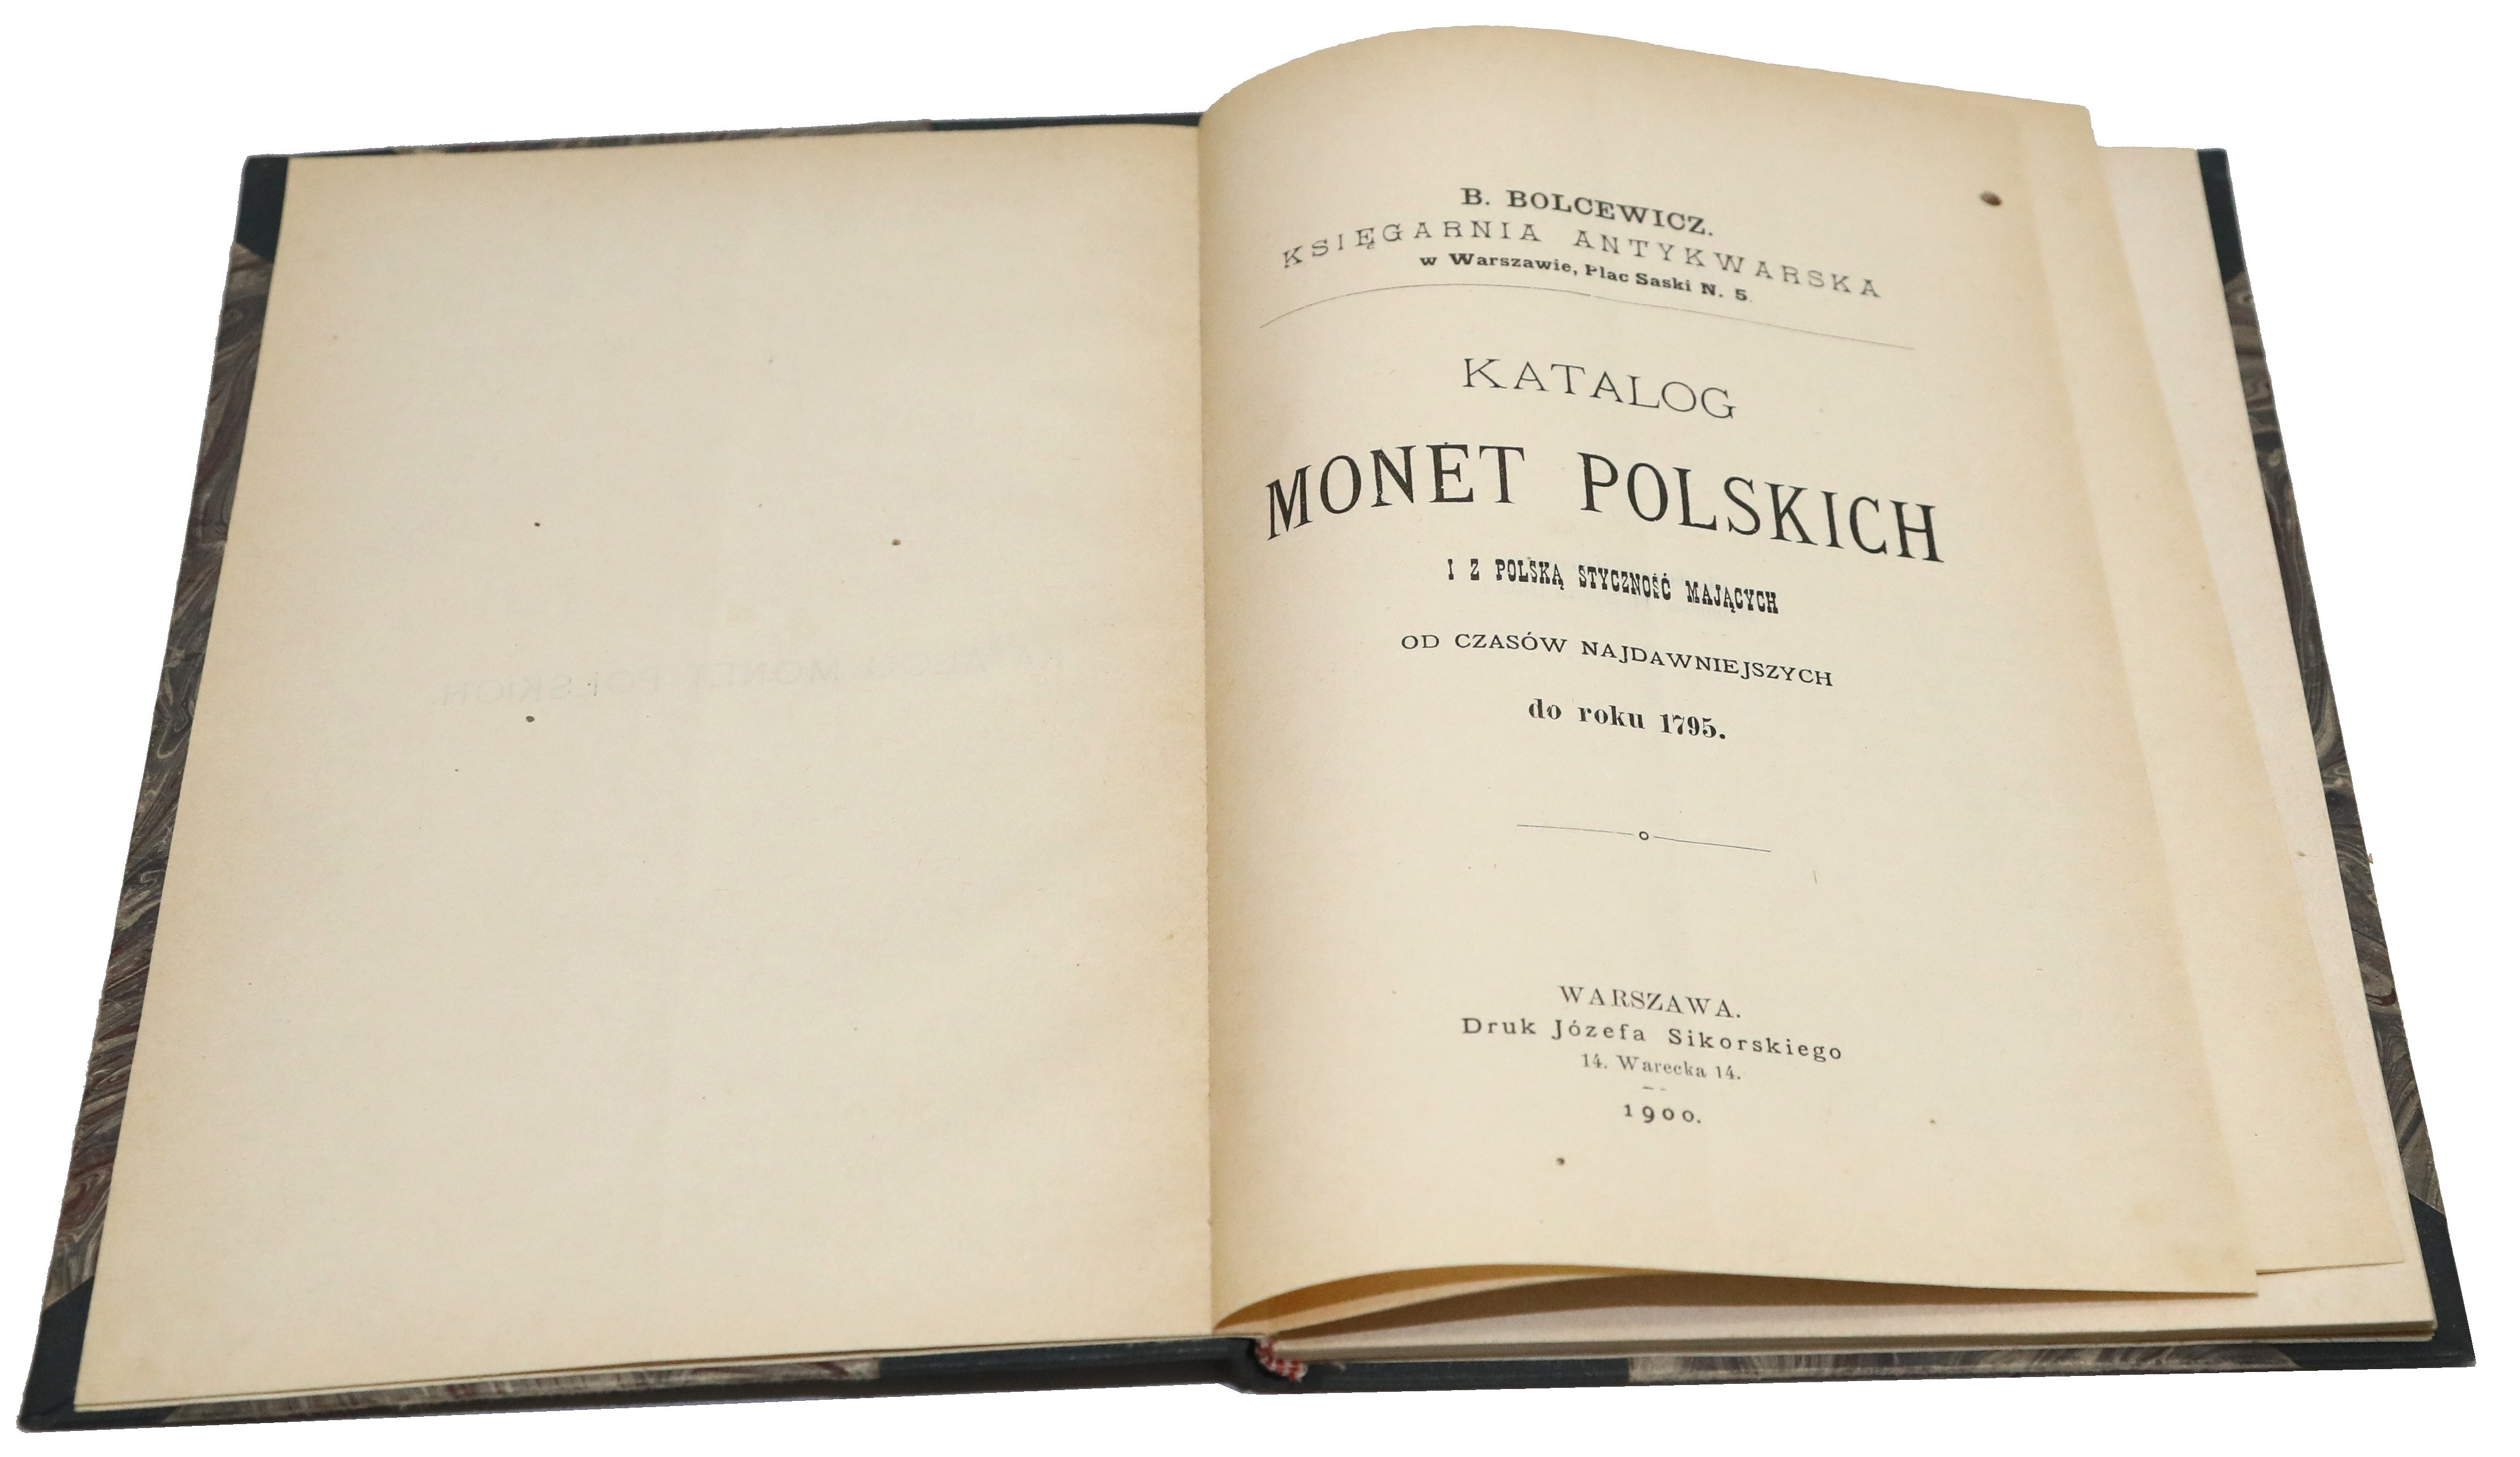 B. BOLCEWICZ.
KSIĘGARNIA ANTYKWARSKA
w Warszawie, Plac Saski N. 5.
KATALOG
MONET POLSKICH
I Z POLSKĄ STYCZNOŚĆ MAJĄCYCH
OD CZASÓW NAJDAWNIEJSZYCH
do roku 1795.
WARSZAWA.
Druk Józefa Sikorskiego
14. Warecka 14.
1900.